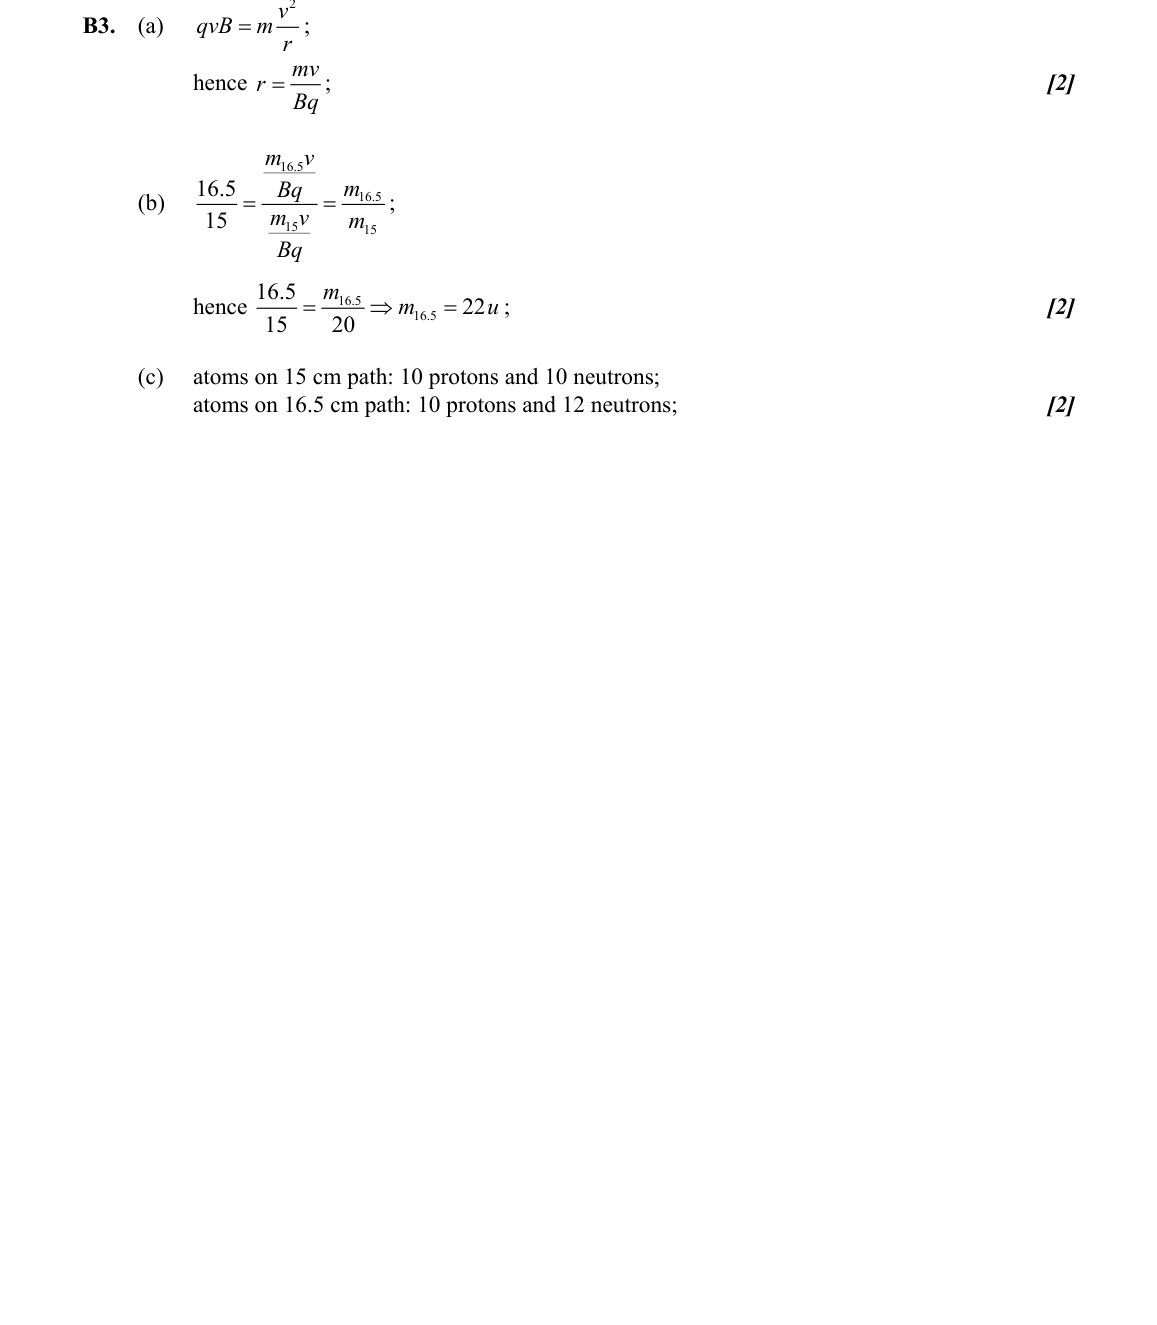 B3. (a) qvB = m v²/r ;
hence r = mv/Bq ; [2]
(b) 16.5/15 = (m₁₆.₅v/Bq)/(m₁₅v/Bq) = m₁₆.₅/m₁₅ ;
hence 16.5/15 = m₁₆.₅/20 ⇒ m₁₆.₅ = 22u ; [2]
(c) atoms on 15 cm path: 10 protons and 10 neutrons;
atoms on 16.5 cm path: 10 protons and 12 neutrons; [2]